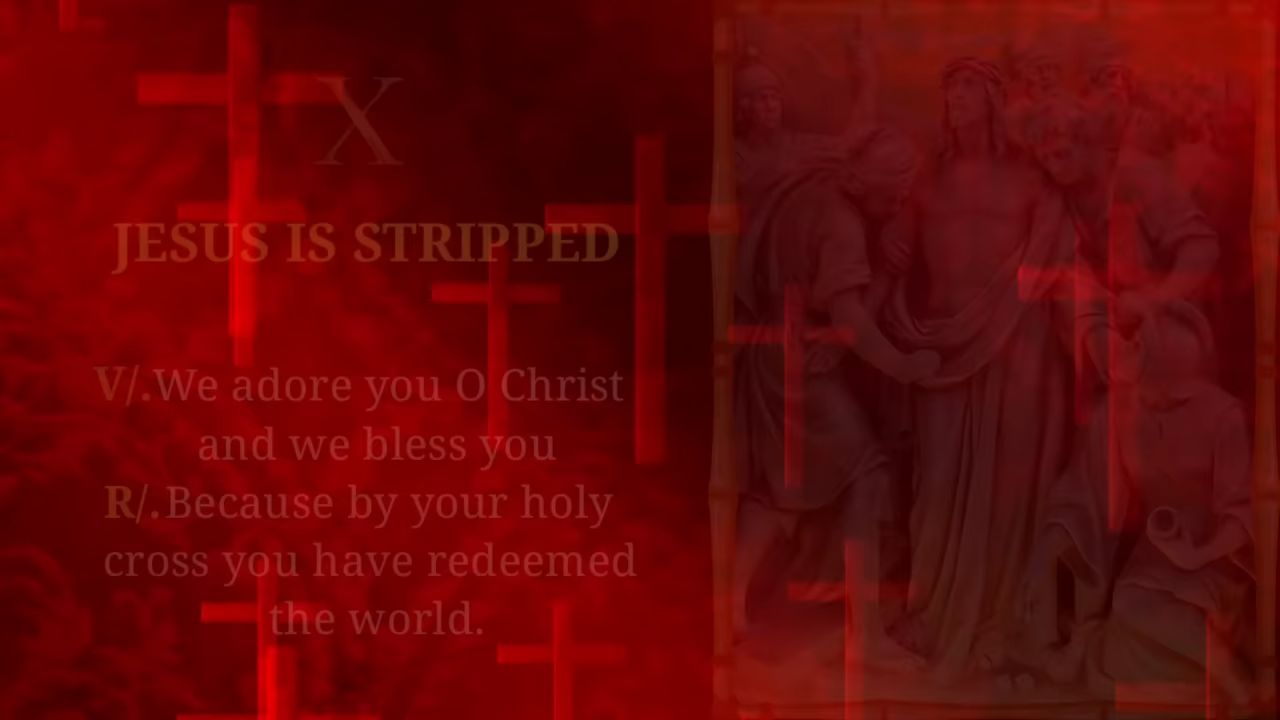 X
JESUS IS STRIPPED
V/.We adore you O Christ
and we bless you
R/.Because by your holy
cross you have redeemed
the world.